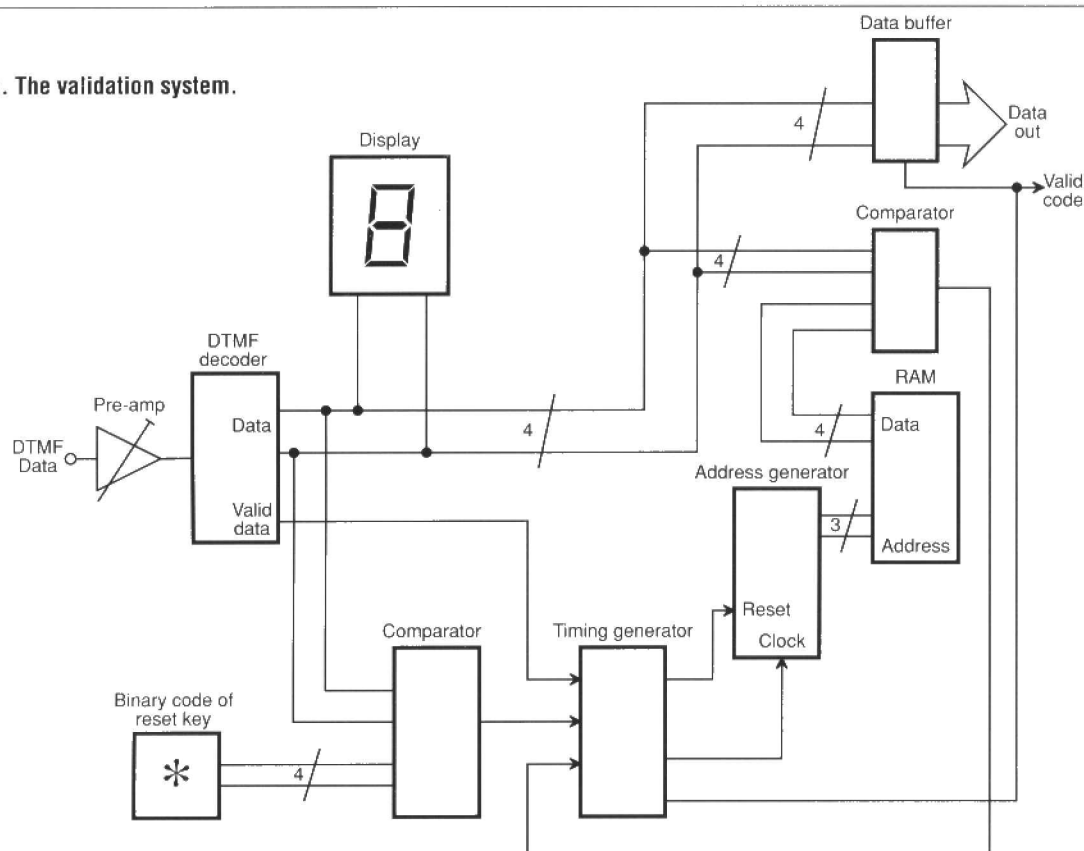 . The validation system.
Data buffer
4
Data
out
Valid
code
Display
8
Comparator
4
DTMF
decoder
Pre-amp
DTMF
Data
Data
Valid
data
4
RAM
Data
4
Address
Address generator
3
Reset
Clock
Comparator
Timing generator
Binary code of
reset key
*
4